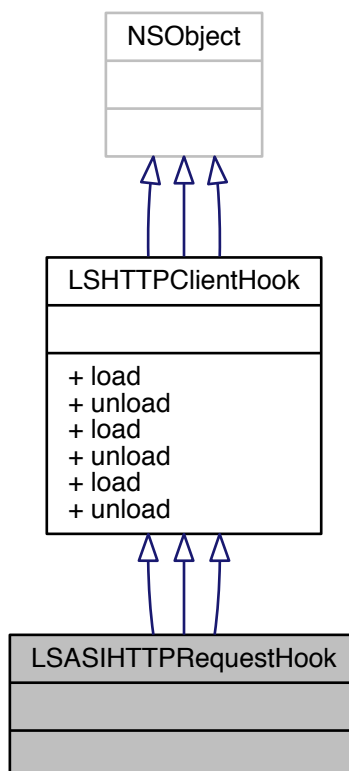 NSObject
LSHTTPClientHook
+ load
+ unload
+ load
+ unload
+ load
+ unload
LSASIHTTPRequestHook